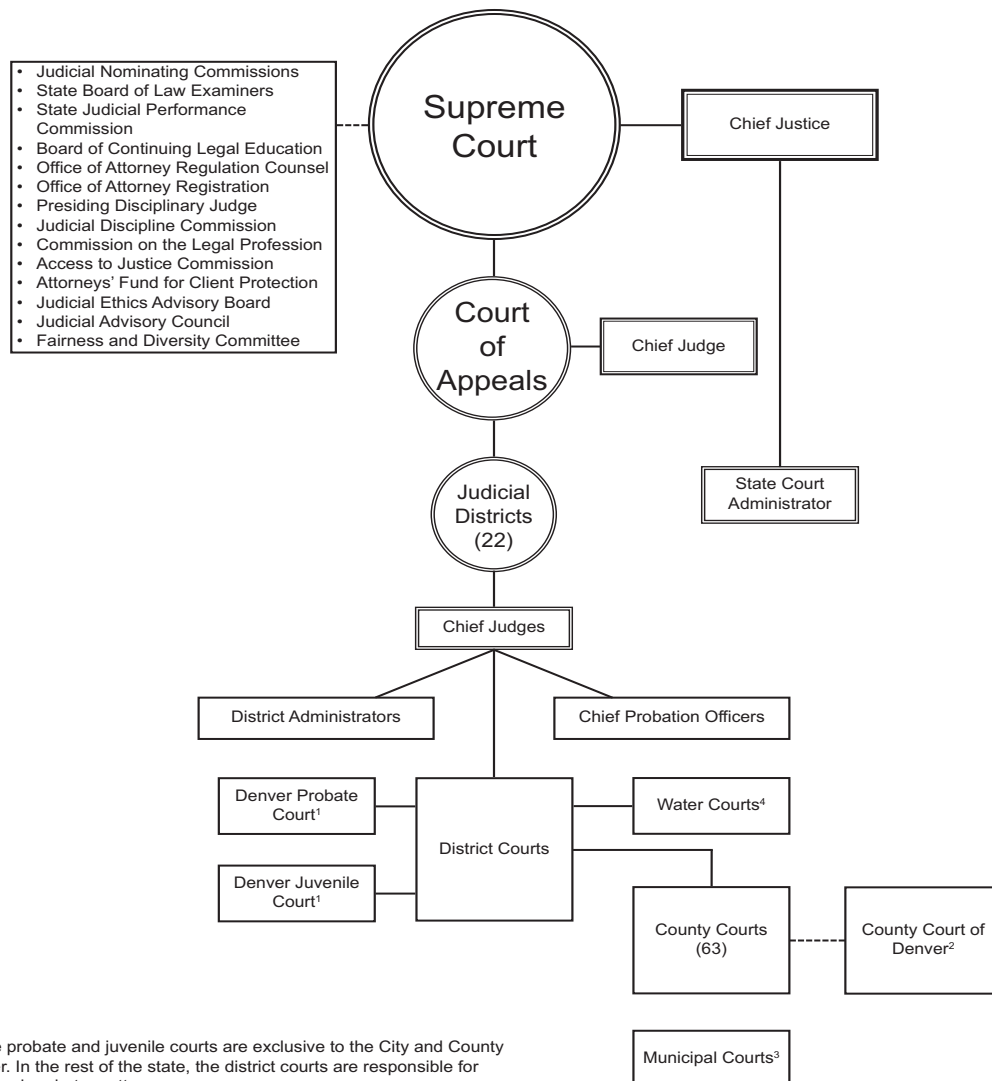 • Judicial Nominating Commissions
• State Board of Law Examiners
• State Judicial Performance
Commission
• Board of Continuing Legal Education
• Office of Attorney Regulation Counsel
• Office of Attorney Registration
• Presiding Disciplinary Judge
• Judicial Discipline Commission
• Commission on the Legal Profession
• Access to Justice Commission
• Attorneys' Fund for Client Protection
• Judicial Ethics Advisory Board
• Judicial Advisory Council
• Fairness and Diversity Committee
Supreme
Court
Chief Justice
Court
of
Appeals
Chief Judge
State Court
Administrator
Judicial
Districts
(22)
Chief Judges
District Administrators
Chief Probation Officers
Denver Probate
Court¹
District Courts
Water Courts⁴
Denver Juvenile
Court¹
County Courts
(63)
County Court of
Denver²
Municipal Courts³
probate and juvenile courts are exclusive to the City and County
In the rest of the state, the district courts are responsible for